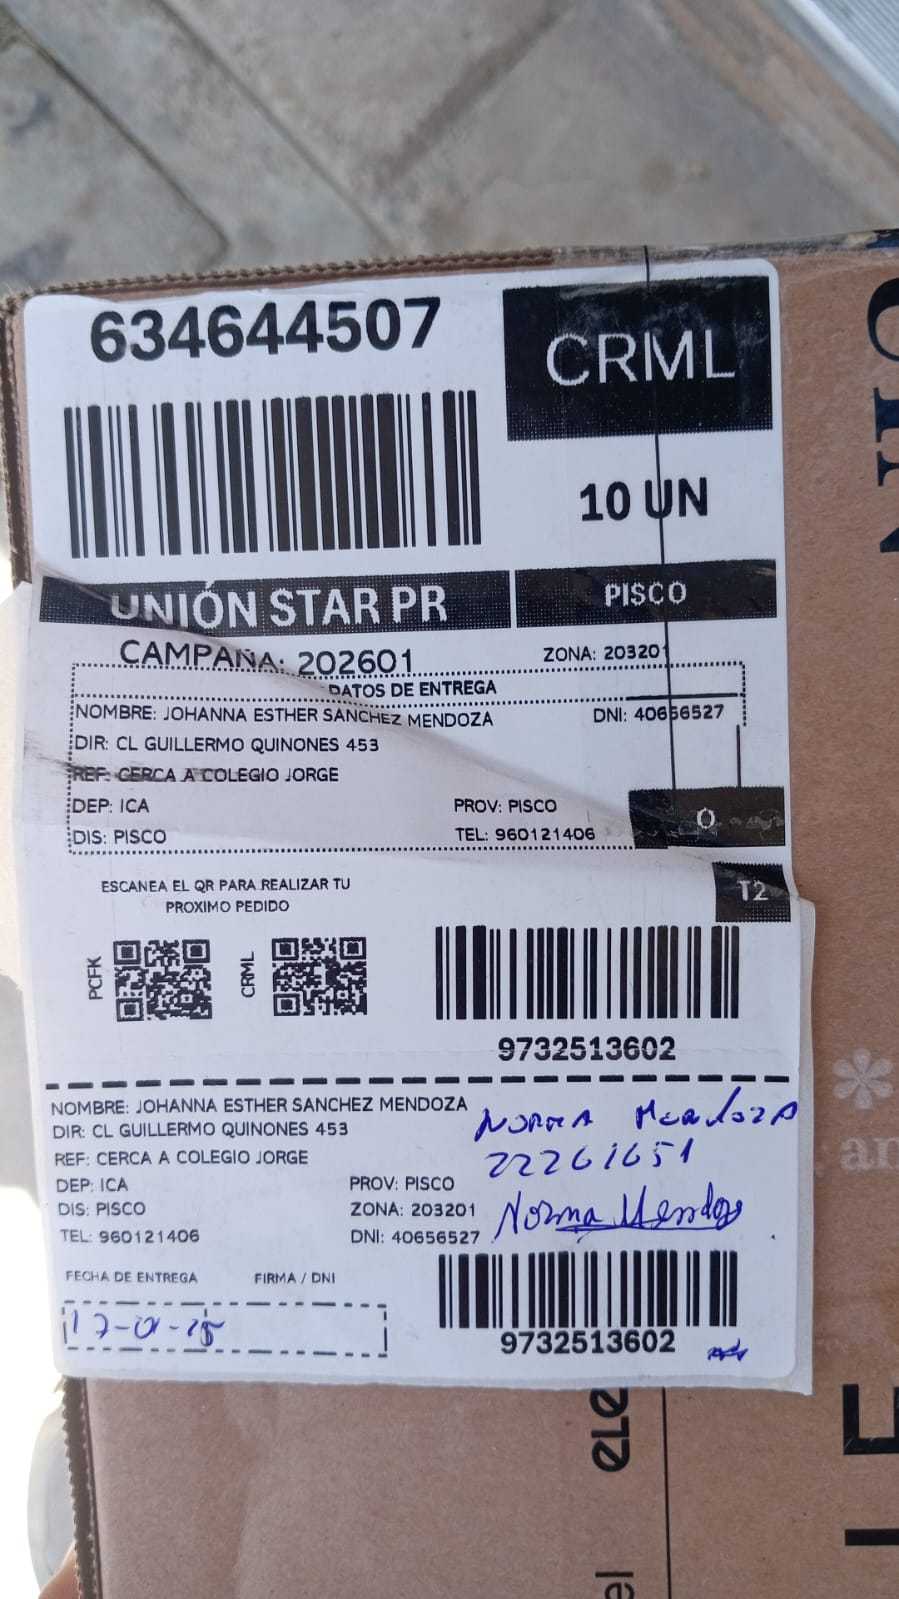 634644507
CRML
10 UN
UNIÓN STAR PR
PISCO
CAMPAÑA: 202601
ZONA: 203201
DATOS DE ENTREGA
NOMBRE: JOHANNA ESTHER SANCHEZ MENDOZA DNI: 40656527
DIR: CL GUILLERMO QUINONES 453
REF: CERCA A COLEGIO JORGE
DEP: ICA PROV: PISCO
DIS: PISCO TEL: 960121406
O
T2
ESCANEA EL QR PARA REALIZAR TU
PROXIMO PEDIDO
PCFK
CRML
9732513602
NOMBRE: JOHANNA ESTHER SANCHEZ MENDOZA
DIR: CL GUILLERMO QUINONES 453
REF: CERCA A COLEGIO JORGE
DEP: ICA PROV: PISCO
DIS: PISCO ZONA: 203201
TEL: 960121406 DNI: 40656527
Norma Mendoza
22261651
Norma Mendoza
FECHA DE ENTREGA FIRMA / DNI
9732513602